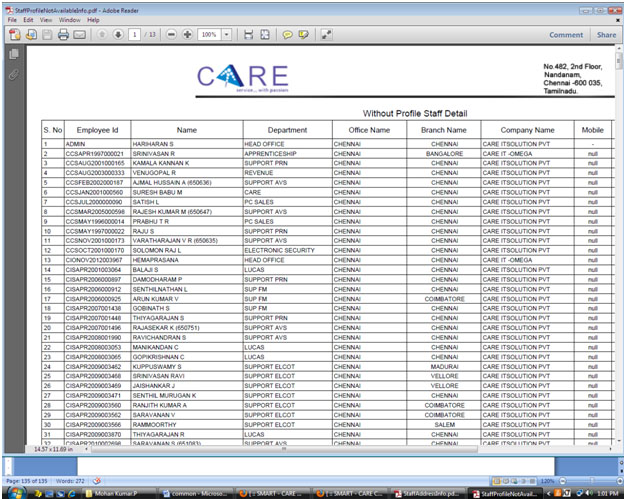 StaffProfileNotAvailableInfo.pdf - Adobe Reader
File Edit View Window Help
1 / 13 100% Comment Share
CARE
service... with passion
No.482, 2nd Floor,
Nandanam,
Chennai -600 035,
Tamilnadu.
Without Profile Staff Detail
S. No Employee Id Name Department Office Name Branch Name Company Name Mobile
1 ADMIN HARIHARAN S HEAD OFFICE CHENNAI CHENNAI CARE ITSOLUTION PVT -
2 CCSAPR1997000021 SRINIVASAN R APPRENTICESHIP CHENNAI BANGALORE CARE IT -OMEGA null
3 CCSAUG2001000165 KAMALA KANNAN K SUPPORT PRN CHENNAI CHENNAI CARE ITSOLUTION PVT null
4 CCSAUG2003000333 VENUGOPAL R REVENUE CHENNAI CHENNAI CARE ITSOLUTION PVT null
5 CCSFEB2002000187 AJMAL HUSSAIN A (650636) SUPPORT AVS CHENNAI CHENNAI CARE ITSOLUTION PVT null
6 CCSJAN2001000560 SURESH BABU M CARE CHENNAI CHENNAI CARE ITSOLUTION PVT null
7 CCSJUL2000000090 SATISH L PC SALES CHENNAI CHENNAI CARE ITSOLUTION PVT null
8 CCSMAR2005000598 RAJESH KUMAR M (650647) SUPPORT AVS CHENNAI CHENNAI CARE ITSOLUTION PVT null
9 CCSMAY1996000014 PRABHU T R PC SALES CHENNAI CHENNAI CARE ITSOLUTION PVT null
10 CCSMAY1997000022 RAJU S SUPPORT PRN CHENNAI CHENNAI CARE ITSOLUTION PVT null
11 CCSNOV2001000173 VARATHARAJAN V R (650635) SUPPORT AVS CHENNAI CHENNAI CARE ITSOLUTION PVT null
12 CCSOCT2001000170 SOLOMON RAJ L ELECTRONIC SECURITY CHENNAI CHENNAI CARE ITSOLUTION PVT null
13 CIONOV2012003967 HEMAPRASANA HEAD OFFICE CHENNAI CHENNAI CARE IT -OMEGA null
14 CISAPR2001003064 BALAJI S LUCAS CHENNAI CHENNAI CARE ITSOLUTION PVT null
15 CISAPR2006000897 DAMODHARAM P SUPPORT PRN CHENNAI CHENNAI CARE ITSOLUTION PVT null
16 CISAPR2006000912 SENTHILNATHAN L SUP FM CHENNAI CHENNAI CARE ITSOLUTION PVT null
17 CISAPR2006000925 ARUN KUMAR V SUP FM CHENNAI COIMBATORE CARE ITSOLUTION PVT null
18 CISAPR2007001438 GOBINATH S SUP FM CHENNAI CHENNAI CARE ITSOLUTION PVT null
19 CISAPR2007001448 THIYAGARAJAN S SUPPORT PRN CHENNAI CHENNAI CARE ITSOLUTION PVT null
20 CISAPR2007001496 RAJASEKAR K (650751) SUPPORT AVS CHENNAI CHENNAI CARE ITSOLUTION PVT null
21 CISAPR2008001990 RAVICHANDRAN S SUPPORT AVS CHENNAI CHENNAI CARE ITSOLUTION PVT null
22 CISAPR2008003053 MANIKANDAN C LUCAS CHENNAI CHENNAI CARE ITSOLUTION PVT null
23 CISAPR2008003065 GOPIKRISHNAN C LUCAS CHENNAI CHENNAI CARE ITSOLUTION PVT null
24 CISAPR2009003462 KUPPUSWAMY S SUPPORT ELCOT CHENNAI MADURAI CARE ITSOLUTION PVT null
25 CISAPR2009003468 SRINIVASAN RAVI SUPPORT ELCOT CHENNAI VELLORE CARE ITSOLUTION PVT null
26 CISAPR2009003469 JAISHANKAR J SUPPORT ELCOT CHENNAI VELLORE CARE ITSOLUTION PVT null
27 CISAPR2009003471 SENTHIL MURUGAN K SUPPORT ELCOT CHENNAI CHENNAI CARE ITSOLUTION PVT null
28 CISAPR2009003560 RANJITH KUMAR A SUPPORT ELCOT CHENNAI COIMBATORE CARE ITSOLUTION PVT null
29 CISAPR2009003562 SARAVANAN V SUPPORT ELCOT CHENNAI COIMBATORE CARE ITSOLUTION PVT null
30 CISAPR2009003566 RAMMOORTHY SUPPORT ELCOT CHENNAI SALEM CARE ITSOLUTION PVT null
31 CISAPR2009003870 THIYAGARAJAN R LUCAS CHENNAI CHENNAI CARE ITSOLUTION PVT null
32 CISAPR2010002698 SARAVANAN S (651083) SUPPORT AVS CHENNAI CHENNAI CARE ITSOLUTION PVT null
14.57 x 11.69 in
Page: 135 of 135 Words: 272 120%
Mohan Kumar.P common - Microso... [ :: SMART - CARE ... [ :: SMART - CARE C... StaffAddressInfo.pd... StaffProfileNotAvail... 1:01 PM